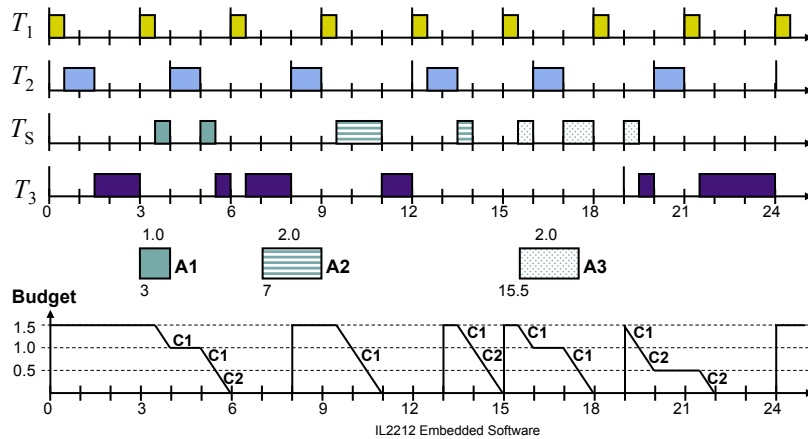 T1
T2
TS
T3
0 3 6 9 12 15 18 21 24
1.0 2.0 2.0
A1 A2 A3
3 7 15.5
Budget
1.5
1.0
0.5
C1 C1 C2 C1 C1 C2 C1 C1 C1 C2 C2
0 3 6 9 12 15 18 21 24
IL2212 Embedded Software